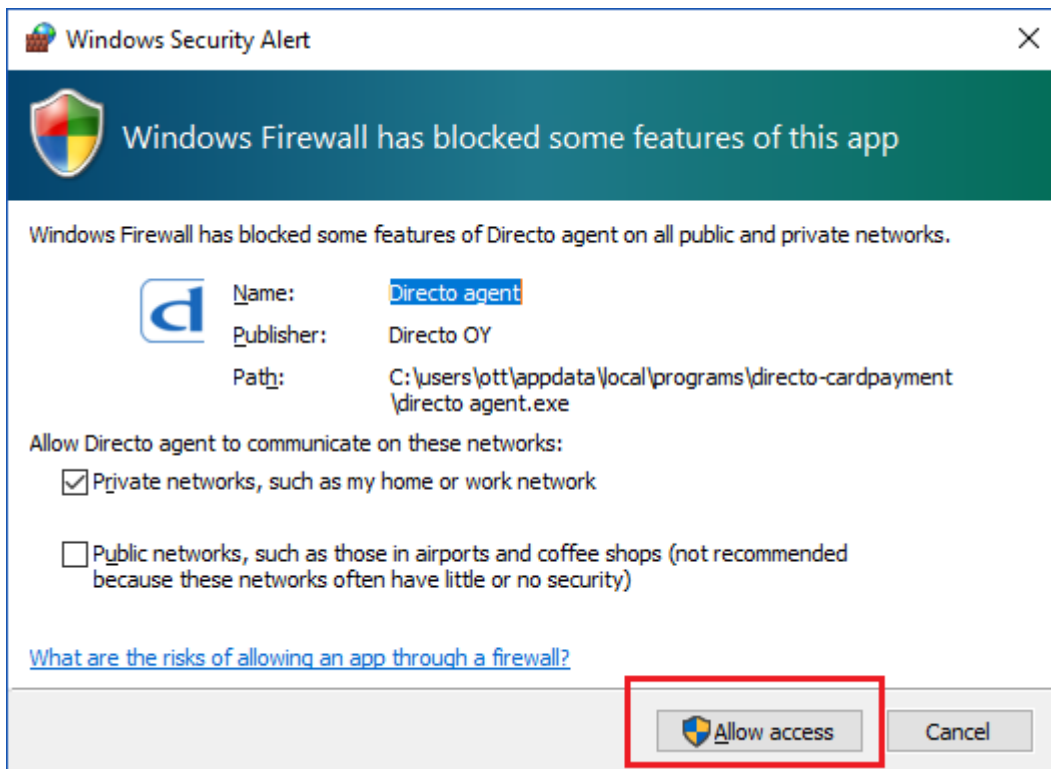 Windows Security Alert
Windows Firewall has blocked some features of this app
Windows Firewall has blocked some features of Directo agent on all public and private networks.
Name: Directo agent
Publisher: Directo OY
Path: C:\users\ott\appdata\local\programs\directo-cardpayment
\directo agent.exe
Allow Directo agent to communicate on these networks:
Private networks, such as my home or work network
Public networks, such as those in airports and coffee shops (not recommended
because these networks often have little or no security)
What are the risks of allowing an app through a firewall?
Allow access Cancel